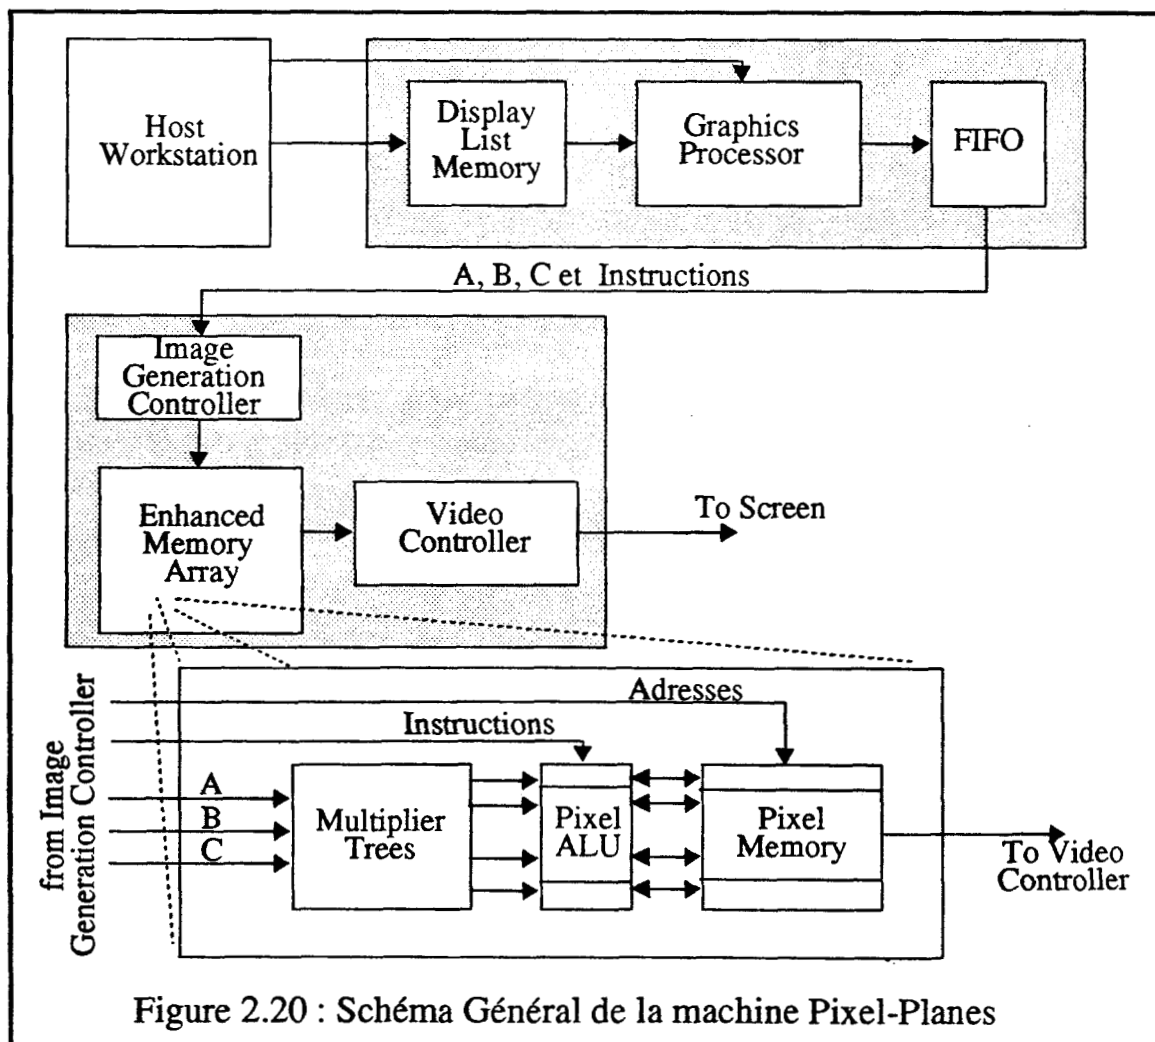 Host
Workstation
Display
List
Memory
Graphics
Processor
FIFO
A, B, C et Instructions
Image
Generation
Controller
Enhanced
Memory
Array
Video
Controller
To Screen
from Image
Generation Controller
Adresses
Instructions
A
B
C
Multiplier
Trees
Pixel
ALU
Pixel
Memory
To Video
Controller
Figure 2.20 : Schéma Général de la machine Pixel-Planes